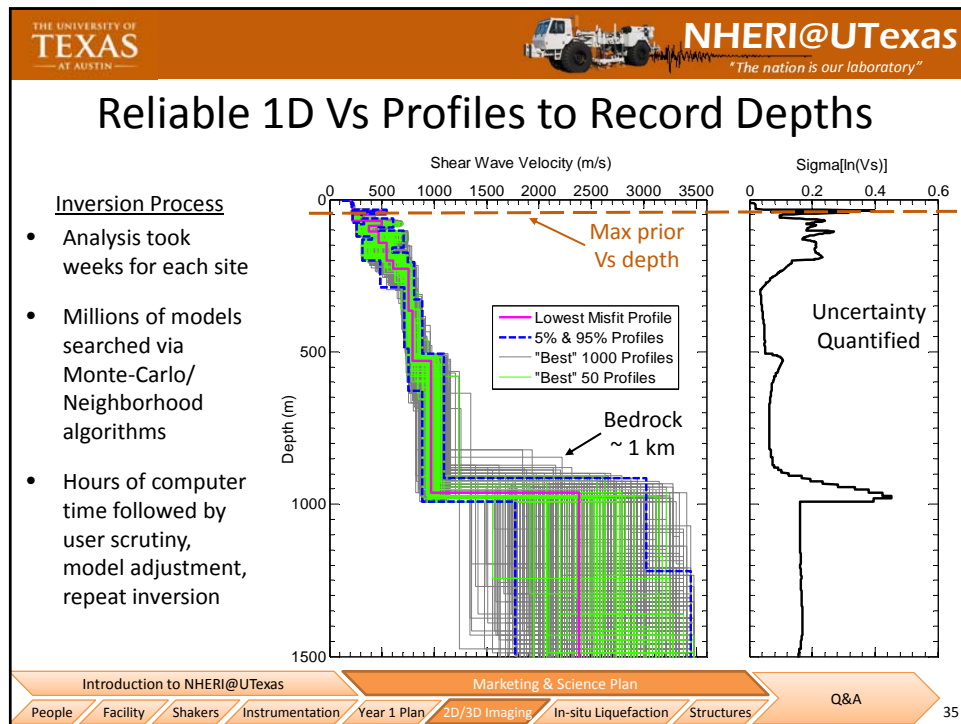 THE UNIVERSITY OF
TEXAS
AT AUSTIN
NHERI@UTexas
"The nation is our laboratory"
Reliable 1D Vs Profiles to Record Depths
Inversion Process
• Analysis took
weeks for each site
• Millions of models
searched via
Monte-Carlo/
Neighborhood
algorithms
• Hours of computer
time followed by
user scrutiny,
model adjustment,
repeat inversion
Shear Wave Velocity (m/s)
0 500 1000 1500 2000 2500 3000 3500
Depth (m)
0
500
1000
1500
Max prior
Vs depth
Lowest Misfit Profile
5% & 95% Profiles
"Best" 1000 Profiles
"Best" 50 Profiles
Bedrock
~ 1 km
Sigma[ln(Vs)]
0 0.2 0.4 0.6
Uncertainty
Quantified
Introduction to NHERI@UTexas
Marketing & Science Plan
Q&A
People Facility Shakers Instrumentation Year 1 Plan 2D/3D Imaging In-situ Liquefaction Structures
35